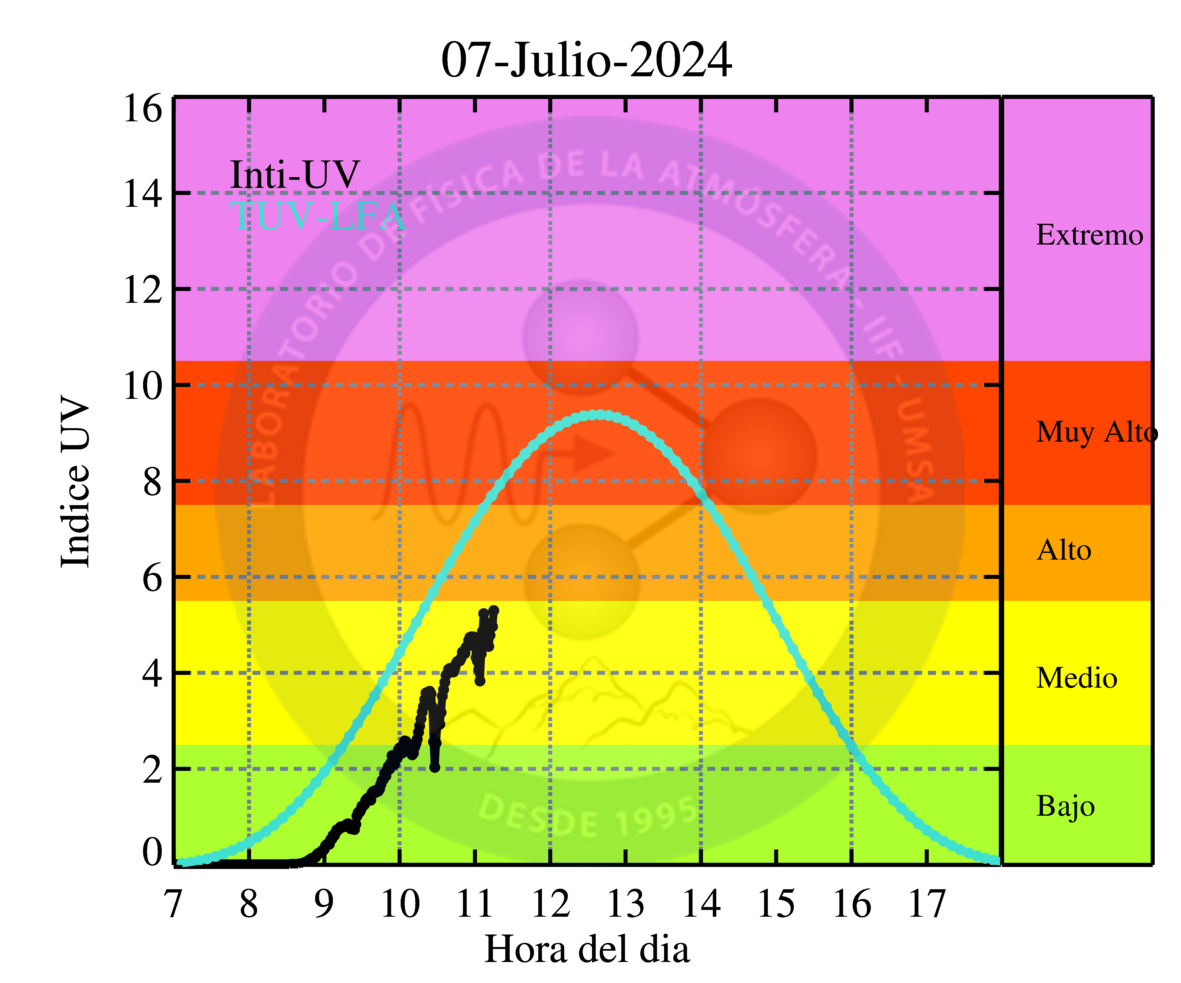 07-Julio-2024
16
14
12
10
8
6
4
2
0
Indice UV
Inti-UV
TUV-LFA
LABORATORIO DE FÍSICA DE LA ATMÓSFERA - IIF - UMSA
DESDE 1995
Extremo
Muy Alto
Alto
Medio
Bajo
7 8 9 10 11 12 13 14 15 16 17
Hora del dia